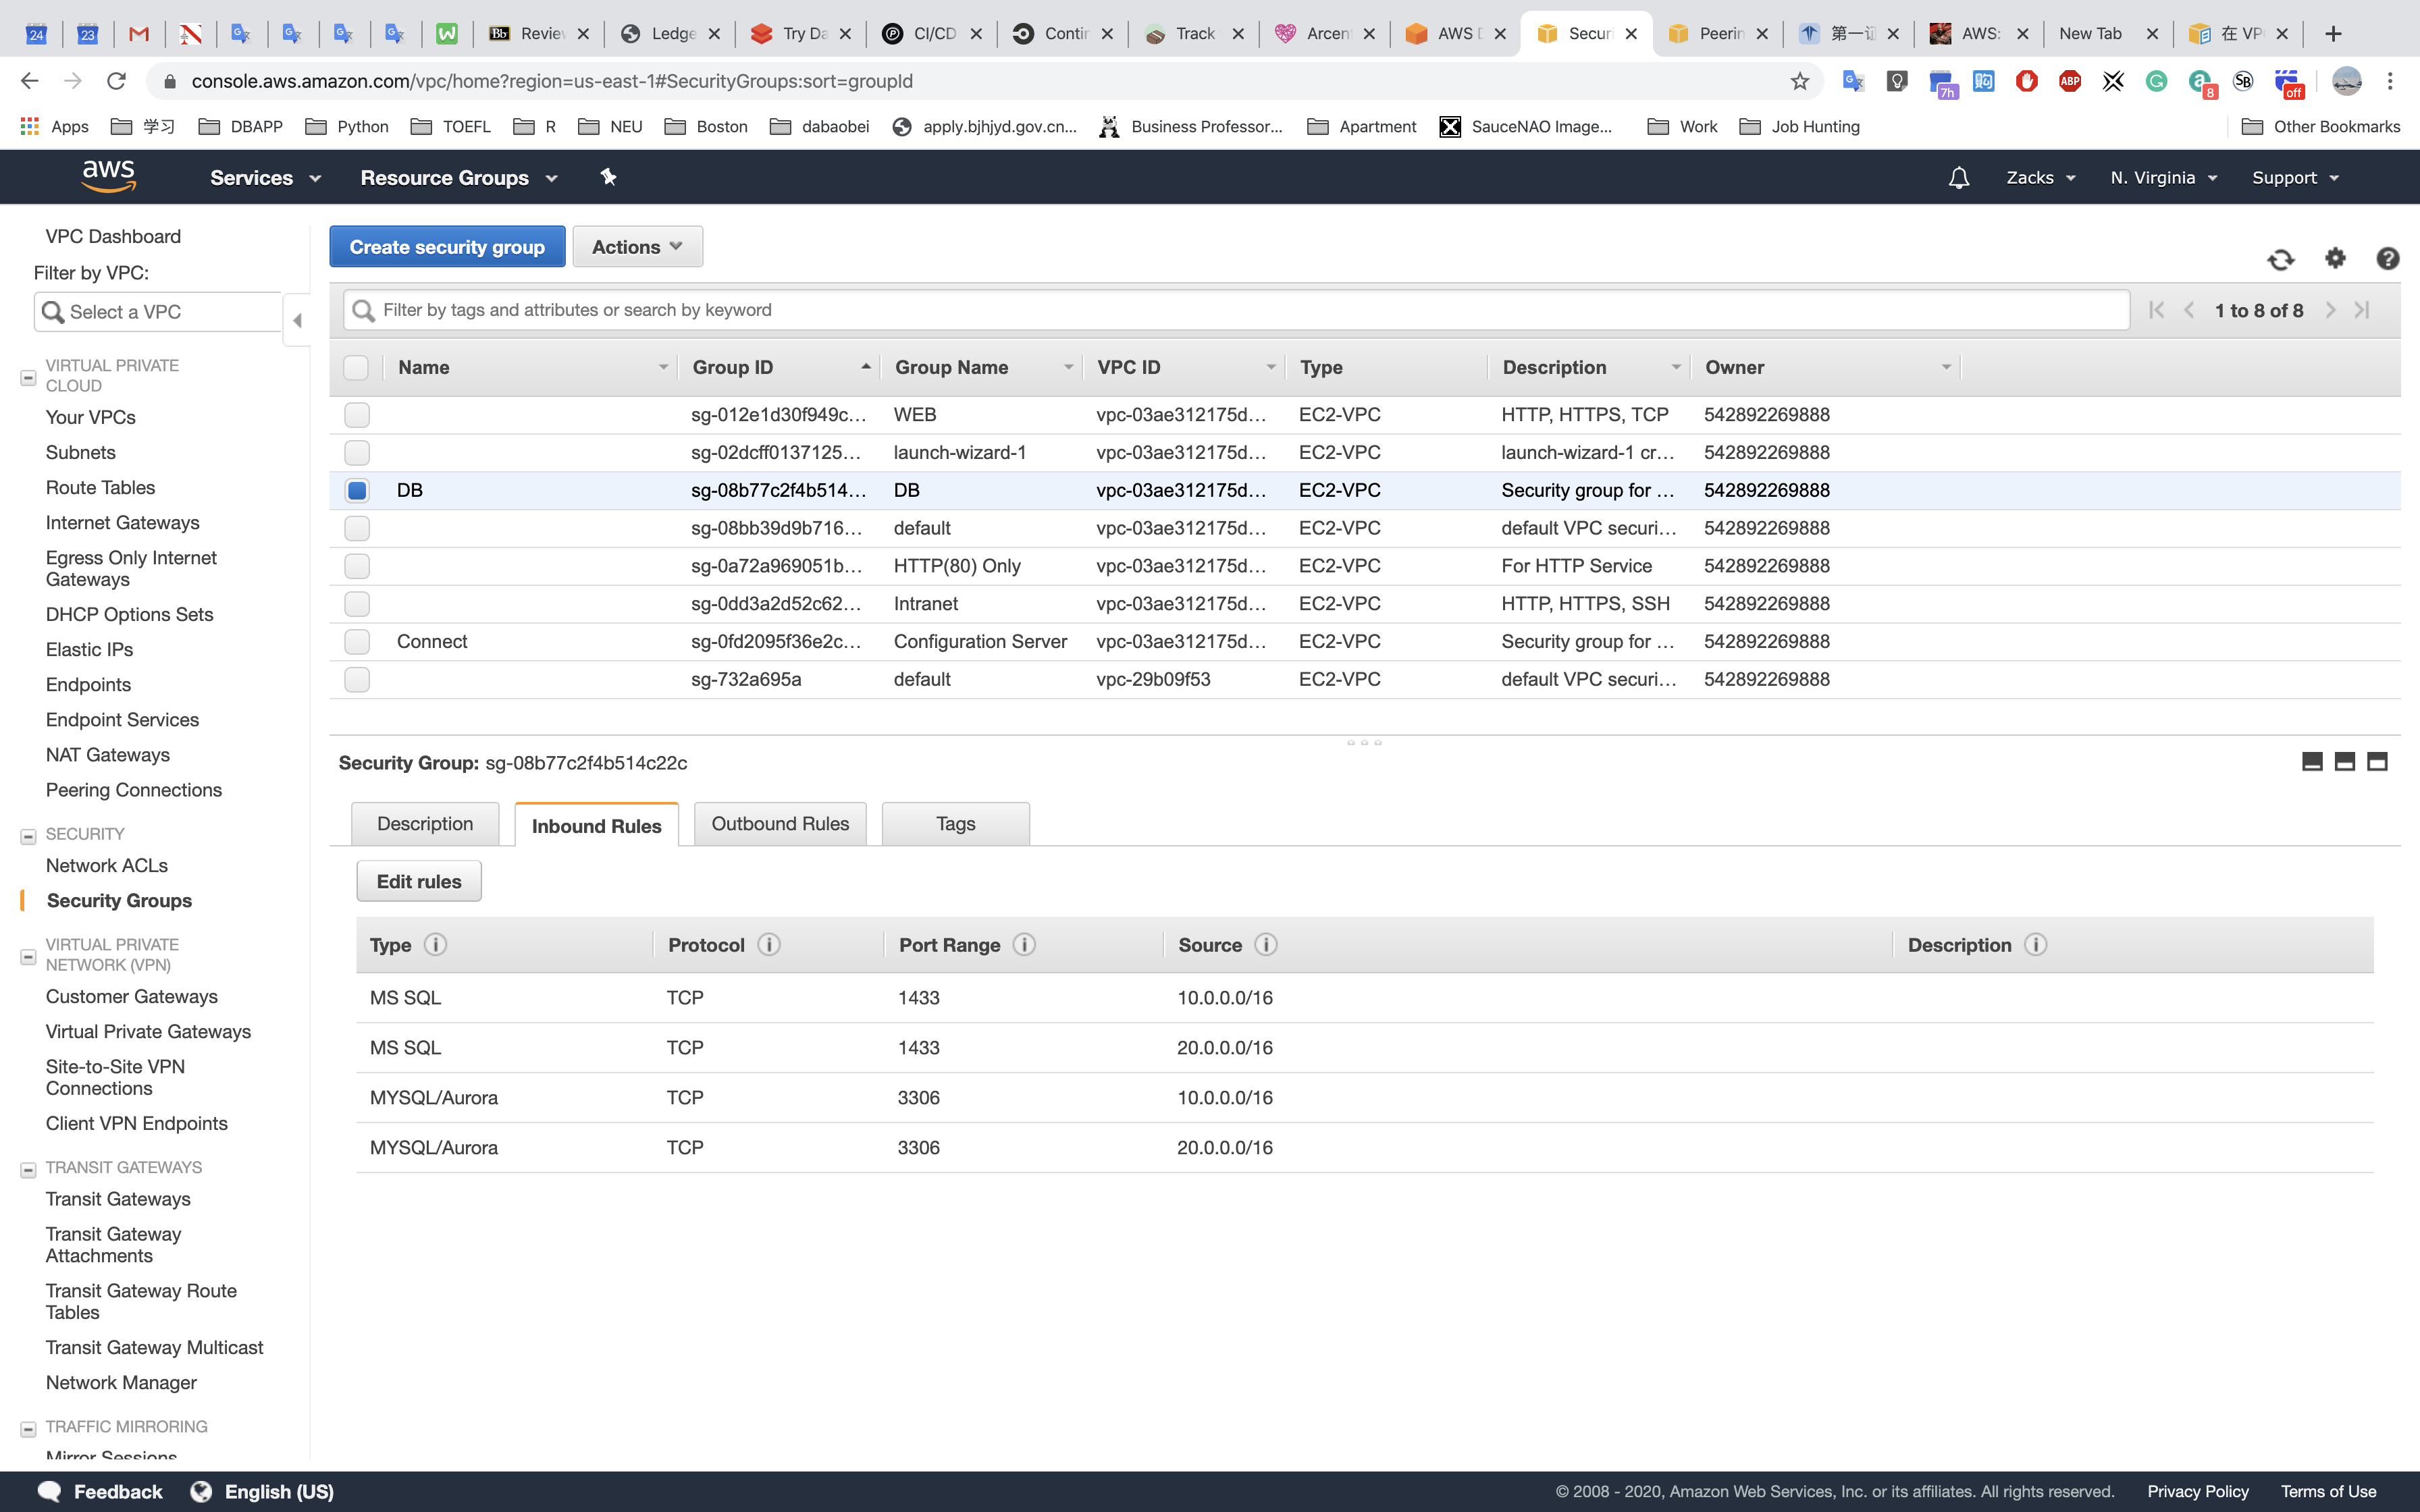 24
23
Review
Ledge
Try Da
CI/CD
Contin
Track
Arcen
AWS D
Securi
Peerin
第一证
AWS:
New Tab
在 VP
console.aws.amazon.com/vpc/home?region=us-east-1#SecurityGroups:sort=groupId
7h
ABP
8
SB
off
Apps
学习
DBAPP
Python
TOEFL
R
NEU
Boston
dabaobei
apply.bjhjyd.gov.cn...
Business Professor...
Apartment
SauceNAO Image...
Work
Job Hunting
Other Bookmarks
aws
Services
Resource Groups
Zacks
N. Virginia
Support
VPC Dashboard
Filter by VPC:
Select a VPC
VIRTUAL PRIVATE
CLOUD
Your VPCs
Subnets
Route Tables
Internet Gateways
Egress Only Internet
Gateways
DHCP Options Sets
Elastic IPs
Endpoints
Endpoint Services
NAT Gateways
Peering Connections
SECURITY
Network ACLs
Security Groups
VIRTUAL PRIVATE
NETWORK (VPN)
Customer Gateways
Virtual Private Gateways
Site-to-Site VPN
Connections
Client VPN Endpoints
TRANSIT GATEWAYS
Transit Gateways
Transit Gateway
Attachments
Transit Gateway Route
Tables
Transit Gateway Multicast
Network Manager
TRAFFIC MIRRORING
Mirror Sessions
Create security group
Actions
Filter by tags and attributes or search by keyword
1 to 8 of 8
Name Group ID Group Name VPC ID Type Description Owner
sg-012e1d30f949c... WEB vpc-03ae312175d... EC2-VPC HTTP, HTTPS, TCP 542892269888
sg-02dcff0137125... launch-wizard-1 vpc-03ae312175d... EC2-VPC launch-wizard-1 cr... 542892269888
DB sg-08b77c2f4b514... DB vpc-03ae312175d... EC2-VPC Security group for ... 542892269888
sg-08bb39d9b716... default vpc-03ae312175d... EC2-VPC default VPC securi... 542892269888
sg-0a72a969051b... HTTP(80) Only vpc-03ae312175d... EC2-VPC For HTTP Service 542892269888
sg-0dd3a2d52c62... Intranet vpc-03ae312175d... EC2-VPC HTTP, HTTPS, SSH 542892269888
Connect sg-0fd2095f36e2c... Configuration Server vpc-03ae312175d... EC2-VPC Security group for ... 542892269888
sg-732a695a default vpc-29b09f53 EC2-VPC default VPC securi... 542892269888
Security Group: sg-08b77c2f4b514c22c
Description
Inbound Rules
Outbound Rules
Tags
Edit rules
Type Protocol Port Range Source Description
MS SQL TCP 1433 10.0.0.0/16
MS SQL TCP 1433 20.0.0.0/16
MYSQL/Aurora TCP 3306 10.0.0.0/16
MYSQL/Aurora TCP 3306 20.0.0.0/16
Feedback
English (US)
© 2008 - 2020, Amazon Web Services, Inc. or its affiliates. All rights reserved.
Privacy Policy
Terms of Use